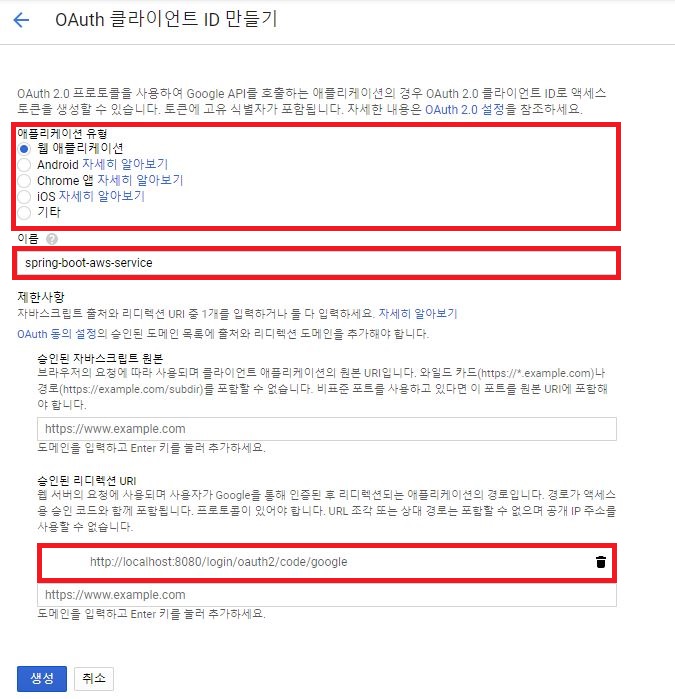 OAuth 클라이언트 ID 만들기
OAuth 2.0 프로토콜을 사용하여 Google API를 호출하는 애플리케이션의 경우 OAuth 2.0 클라이언트 ID로 액세스
토큰을 생성할 수 있습니다. 토큰에 고유 식별자가 포함됩니다. 자세한 내용은 OAuth 2.0 설정을 참조하세요.
애플리케이션 유형
웹 애플리케이션
Android 자세히 알아보기
Chrome 앱 자세히 알아보기
iOS 자세히 알아보기
기타
이름 ?
spring-boot-aws-service
제한사항
자바스크립트 출처와 리디렉션 URI 중 1개를 입력하거나 둘 다 입력하세요. 자세히 알아보기
OAuth 동의 설정의 승인된 도메인 목록에 출처와 리디렉션 도메인을 추가해야 합니다.
승인된 자바스크립트 원본
브라우저의 요청에 따라 사용되며 클라이언트 애플리케이션의 원본 URI입니다. 와일드 카드(https://*.example.com)나
경로(https://example.com/subdir)를 포함할 수 없습니다. 비표준 포트를 사용하고 있다면 이 포트를 원본 URI에 포함해
야 합니다.
https://www.example.com
도메인을 입력하고 Enter 키를 눌러 추가하세요.
승인된 리디렉션 URI
웹 서버의 요청에 사용되며 사용자가 Google을 통해 인증된 후 리디렉션되는 애플리케이션의 경로입니다. 경로가 액세스
용 승인 코드와 함께 포함됩니다. 프로토콜이 있어야 합니다. URL 조각 또는 상대 경로는 포함할 수 없으며 공개 IP 주소를
사용할 수 없습니다.
http://localhost:8080/login/oauth2/code/google
https://www.example.com
도메인을 입력하고 Enter 키를 눌러 추가하세요.
생성 취소